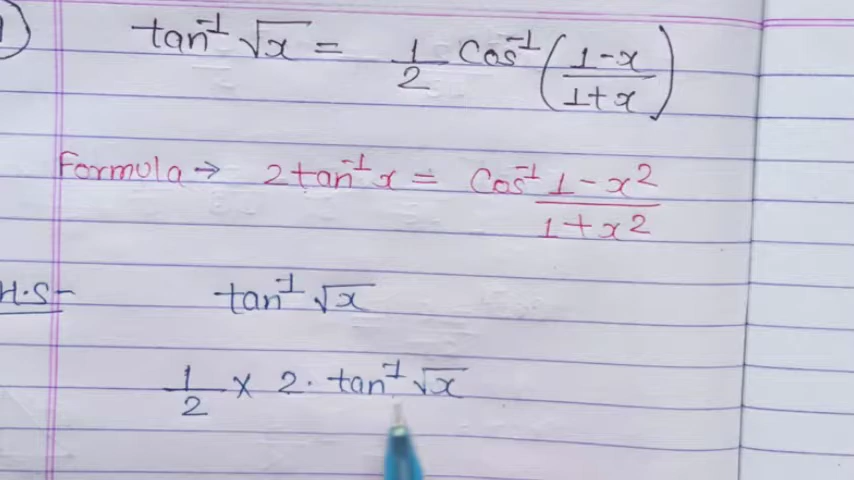 1) tan⁻¹ √x = 1/2 Cos⁻¹ ((1-x)/(1+x))
Formula → 2tan⁻¹x = Cos⁻¹ (1-x²)/(1+x²)
H.S- tan⁻¹ √x
1/2 × 2. tan⁻¹ √x